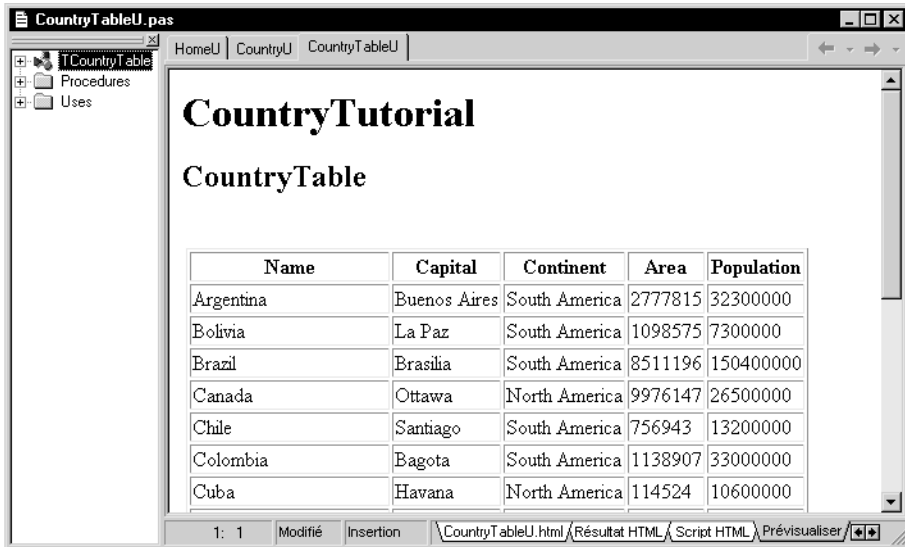 CountryTableU.pas
TCountryTable
Procedures
Uses
HomeU CountryU CountryTableU
CountryTutorial
CountryTable
Name Capital Continent Area Population
Argentina Buenos Aires South America 2777815 32300000
Bolivia La Paz South America 1098575 7300000
Brazil Brasilia South America 8511196 150400000
Canada Ottawa North America 9976147 26500000
Chile Santiago South America 756943 13200000
Colombia Bagota South America 1138907 33000000
Cuba Havana North America 114524 10600000
1: 1 Modifié Insertion CountryTableU.html Résultat HTML Script HTML Prévisualiser